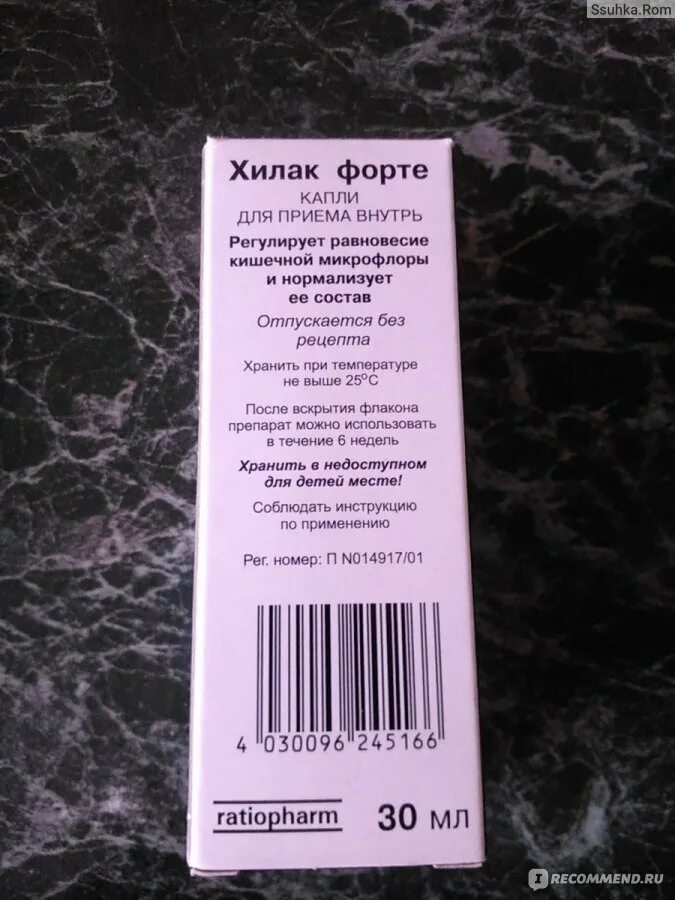 Ssuhka.Rom
Хилак форте
КАПЛИ
ДЛЯ ПРИЕМА ВНУТРЬ
Регулирует равновесие
кишечной микрофлоры
и нормализует
ее состав
Отпускается без
рецепта
Хранить при температуре
не выше 25°С
После вскрытия флакона
препарат можно использовать
в течение 6 недель
Хранить в недоступном
для детей месте!
Соблюдать инструкцию
по применению
Рег. номер: П N014917/01
4 030096 245166
ratiopharm 30 мл
IRECOMMEND.RU